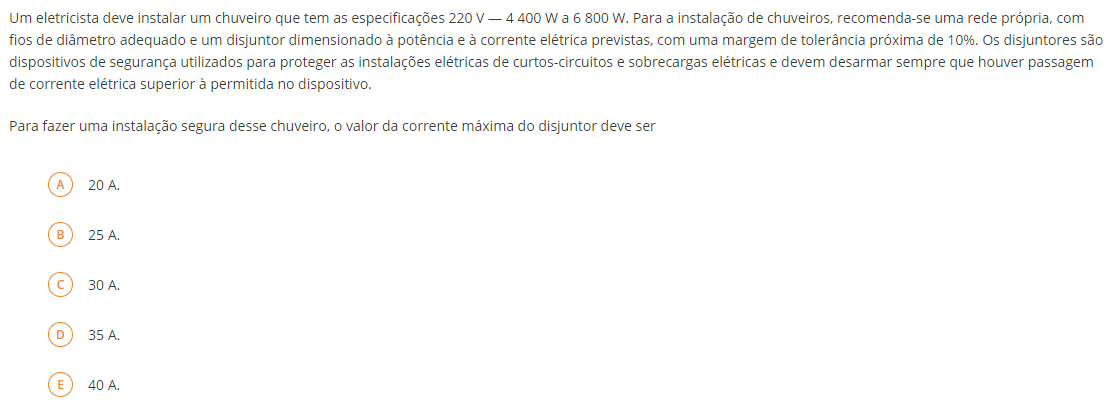 Um eletricista deve instalar um chuveiro que tem as especificações 220 V — 4 400 W a 6 800 W. Para a instalação de chuveiros, recomenda-se uma rede própria, com
fios de diâmetro adequado e um disjuntor dimensionado à potência e à corrente elétrica previstas, com uma margem de tolerância próxima de 10%. Os disjuntores são
dispositivos de segurança utilizados para proteger as instalações elétricas de curtos-circuitos e sobrecargas elétricas e devem desarmar sempre que houver passagem
de corrente elétrica superior à permitida no dispositivo.
Para fazer uma instalação segura desse chuveiro, o valor da corrente máxima do disjuntor deve ser
A 20 A.
B 25 A.
C 30 A.
D 35 A.
E 40 A.